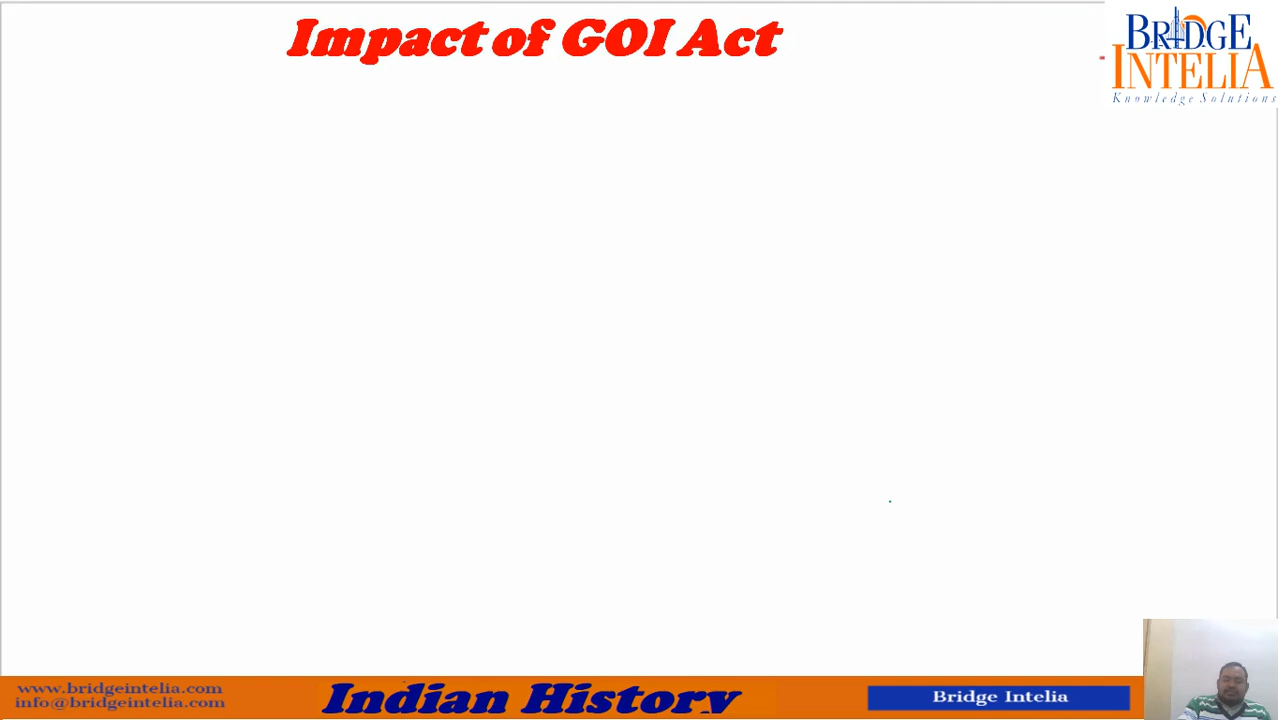 Impact of GOI Act
BRIDGE
INTELIA
Knowledge Solutions
www.bridgeintelia.com
info@bridgeintelia.com
Indian History
Bridge Intelia